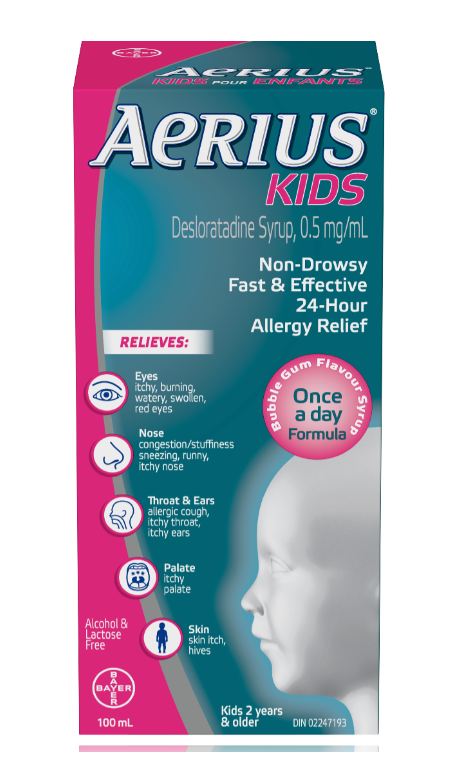 BAYER
BAYER
AERIUS
KIDS POUR ENFANTS
AERIUS®
KIDS
Desloratadine Syrup, 0.5 mg/mL
Non-Drowsy
Fast & Effective
24-Hour
Allergy Relief
RELIEVES:
Bubble Gum Flavour Syrup
Once
a day
Formula
Eyes
itchy, burning,
watery, swollen,
red eyes
Nose
congestion/stuffiness
sneezing, runny,
itchy nose
Throat & Ears
allergic cough,
itchy throat,
itchy ears
Palate
itchy
palate
Alcohol &
Lactose
Free
Skin
skin itch,
hives
BAYER
BAYER
100 mL
Kids 2 years
& older
DIN 02247193